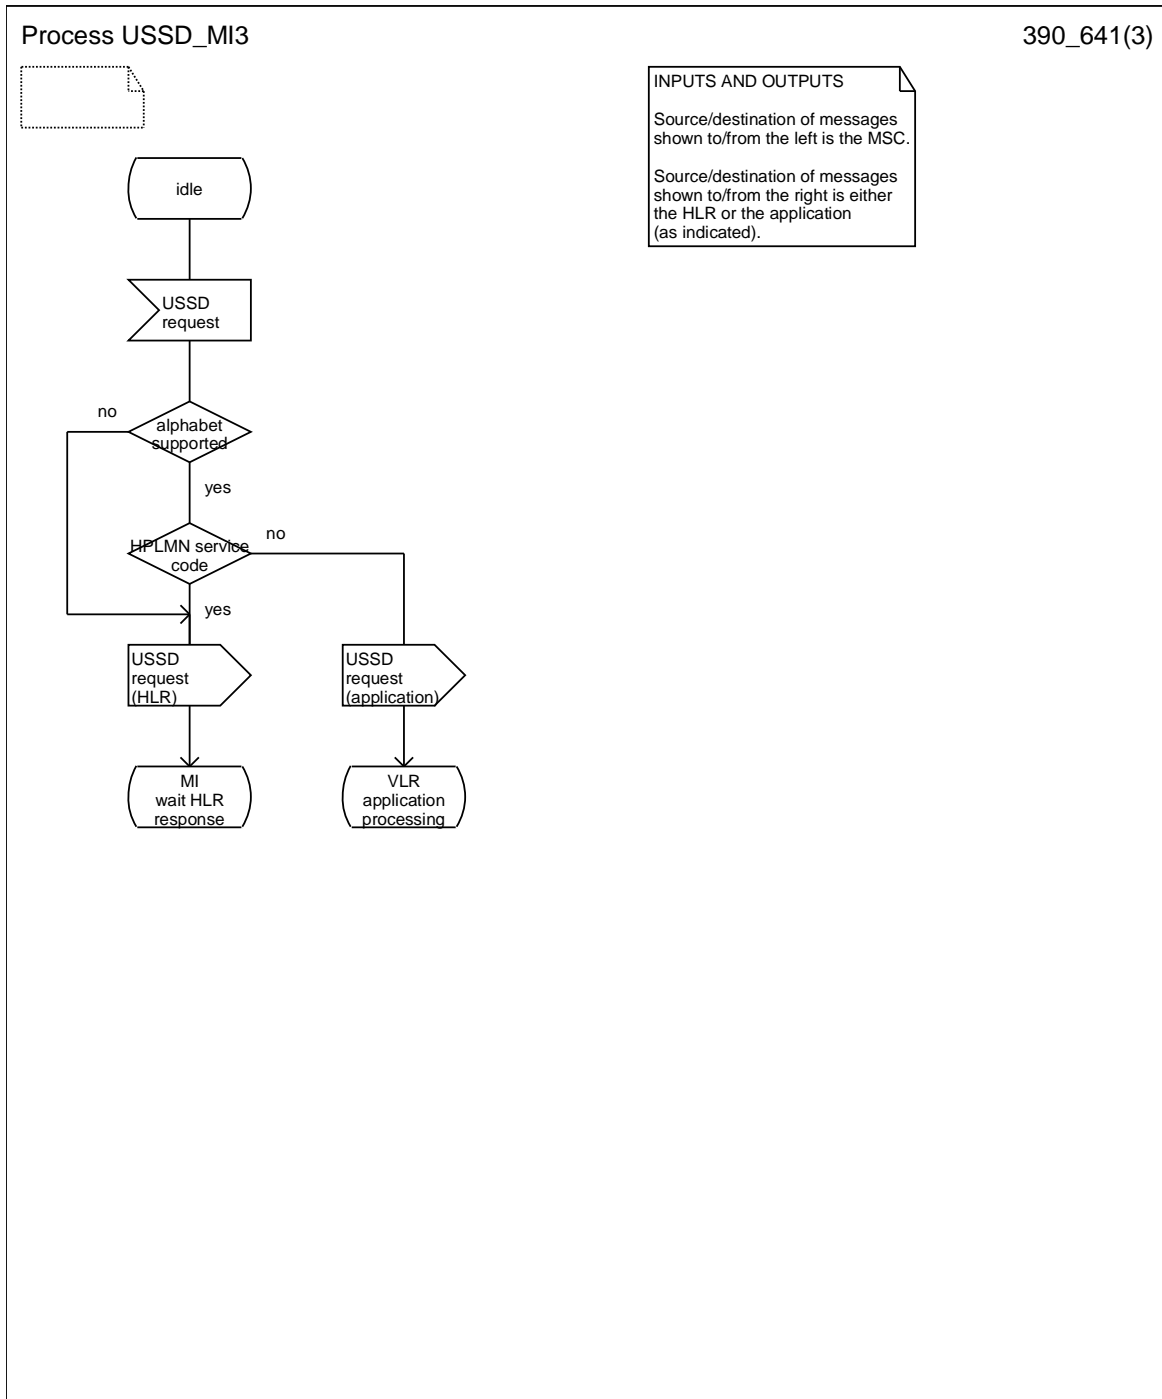 Process USSD_MI3
390_641(3)
INPUTS AND OUTPUTS
Source/destination of messages
shown to/from the left is the MSC.
Source/destination of messages
shown to/from the right is either
the HLR or the application
(as indicated).
idle
USSD
request
no
alphabet
supported
yes
no
HPLMN service
code
yes
USSD
request
(HLR)
USSD
request
(application)
MI
wait HLR
response
VLR
application
processing